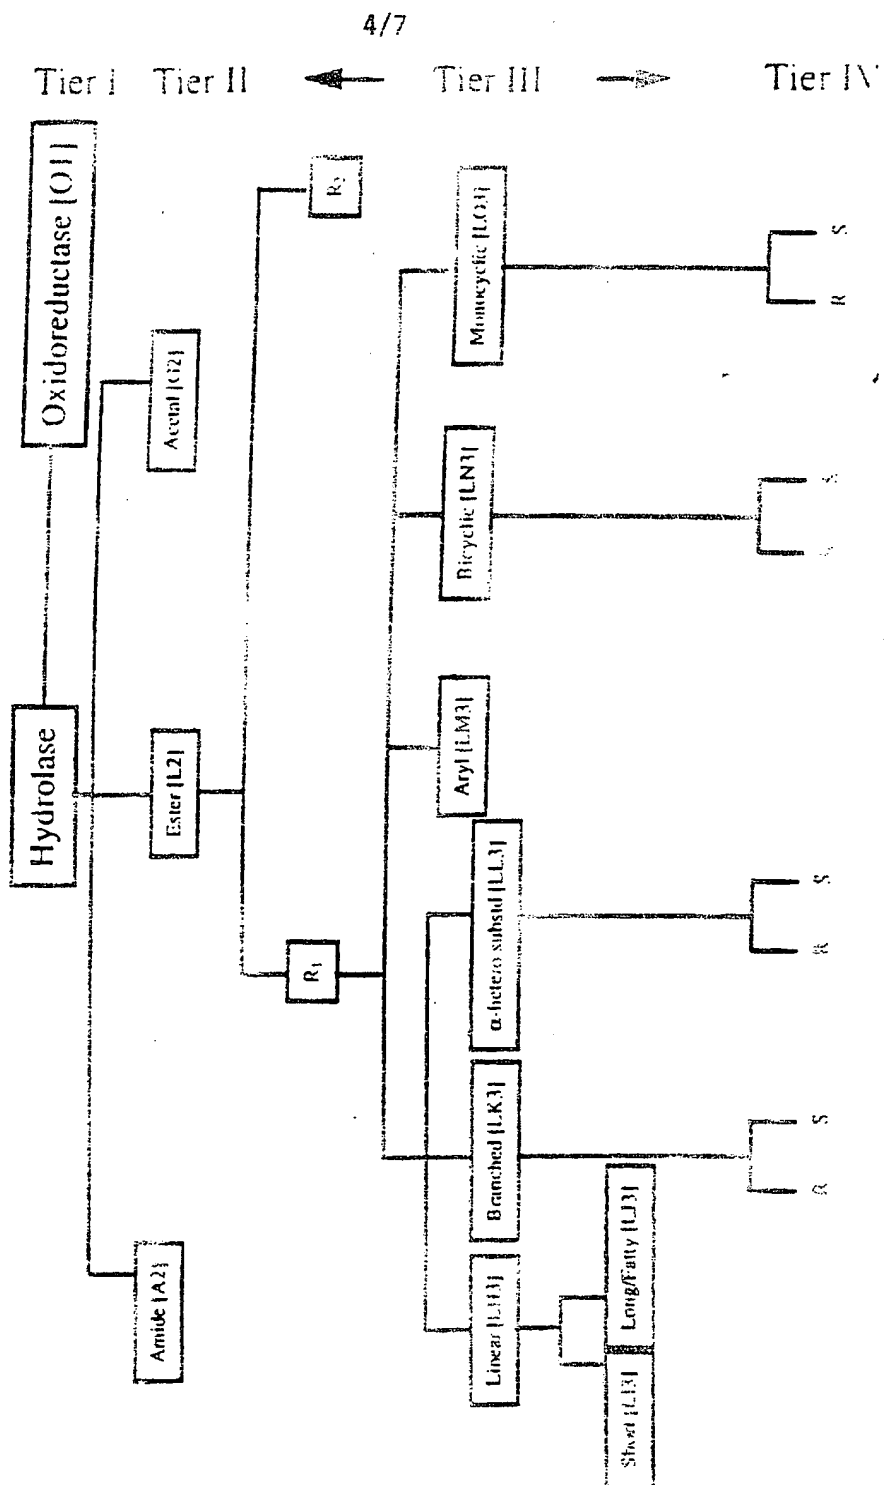 4/7
Tier I
Tier II
Tier III
Tier IV
Oxidoreductase [O1]
Hydrolase
Acetal [G2]
Ester [L2]
Amide [A2]
R2
R1
Monocyclic [LO3]
Bicyclic [LN3]
Aryl [LM3]
α-hetero substd [LL3]
Branched [LK3]
Linear [LH3]
Long/Fatty [LJ3]
Short [LI3]
S
R
S
S
R
S
R